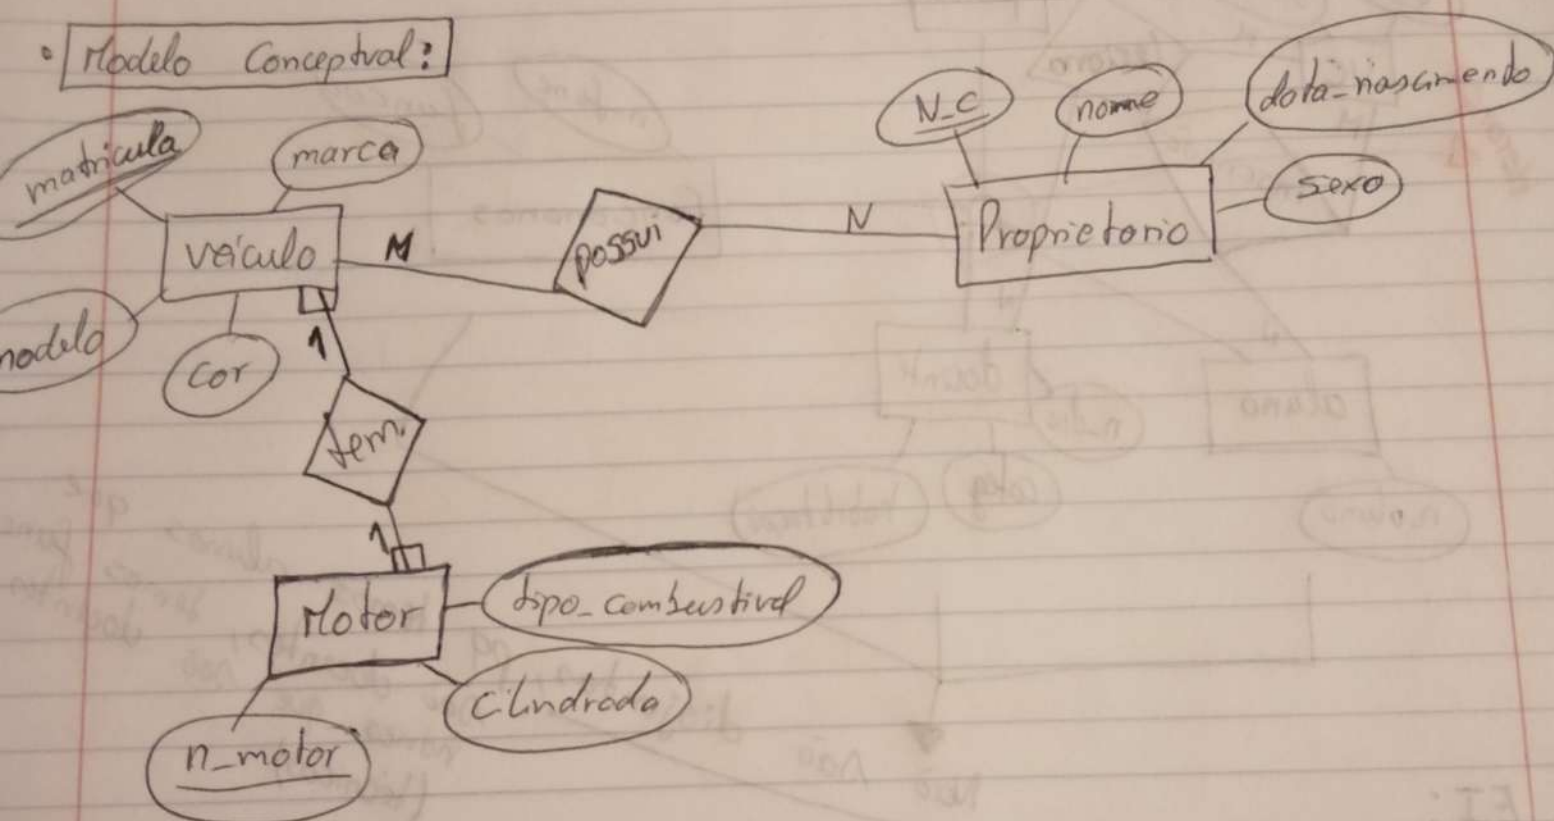 • Modelo Conceptual:
matricula
marca
N_C
nome
data_nascimento
sexo
veículo
M
possui
N
Proprietario
modelo
cor
1
tem
1
Motor
tipo_combustivel
cilindrada
n_motor